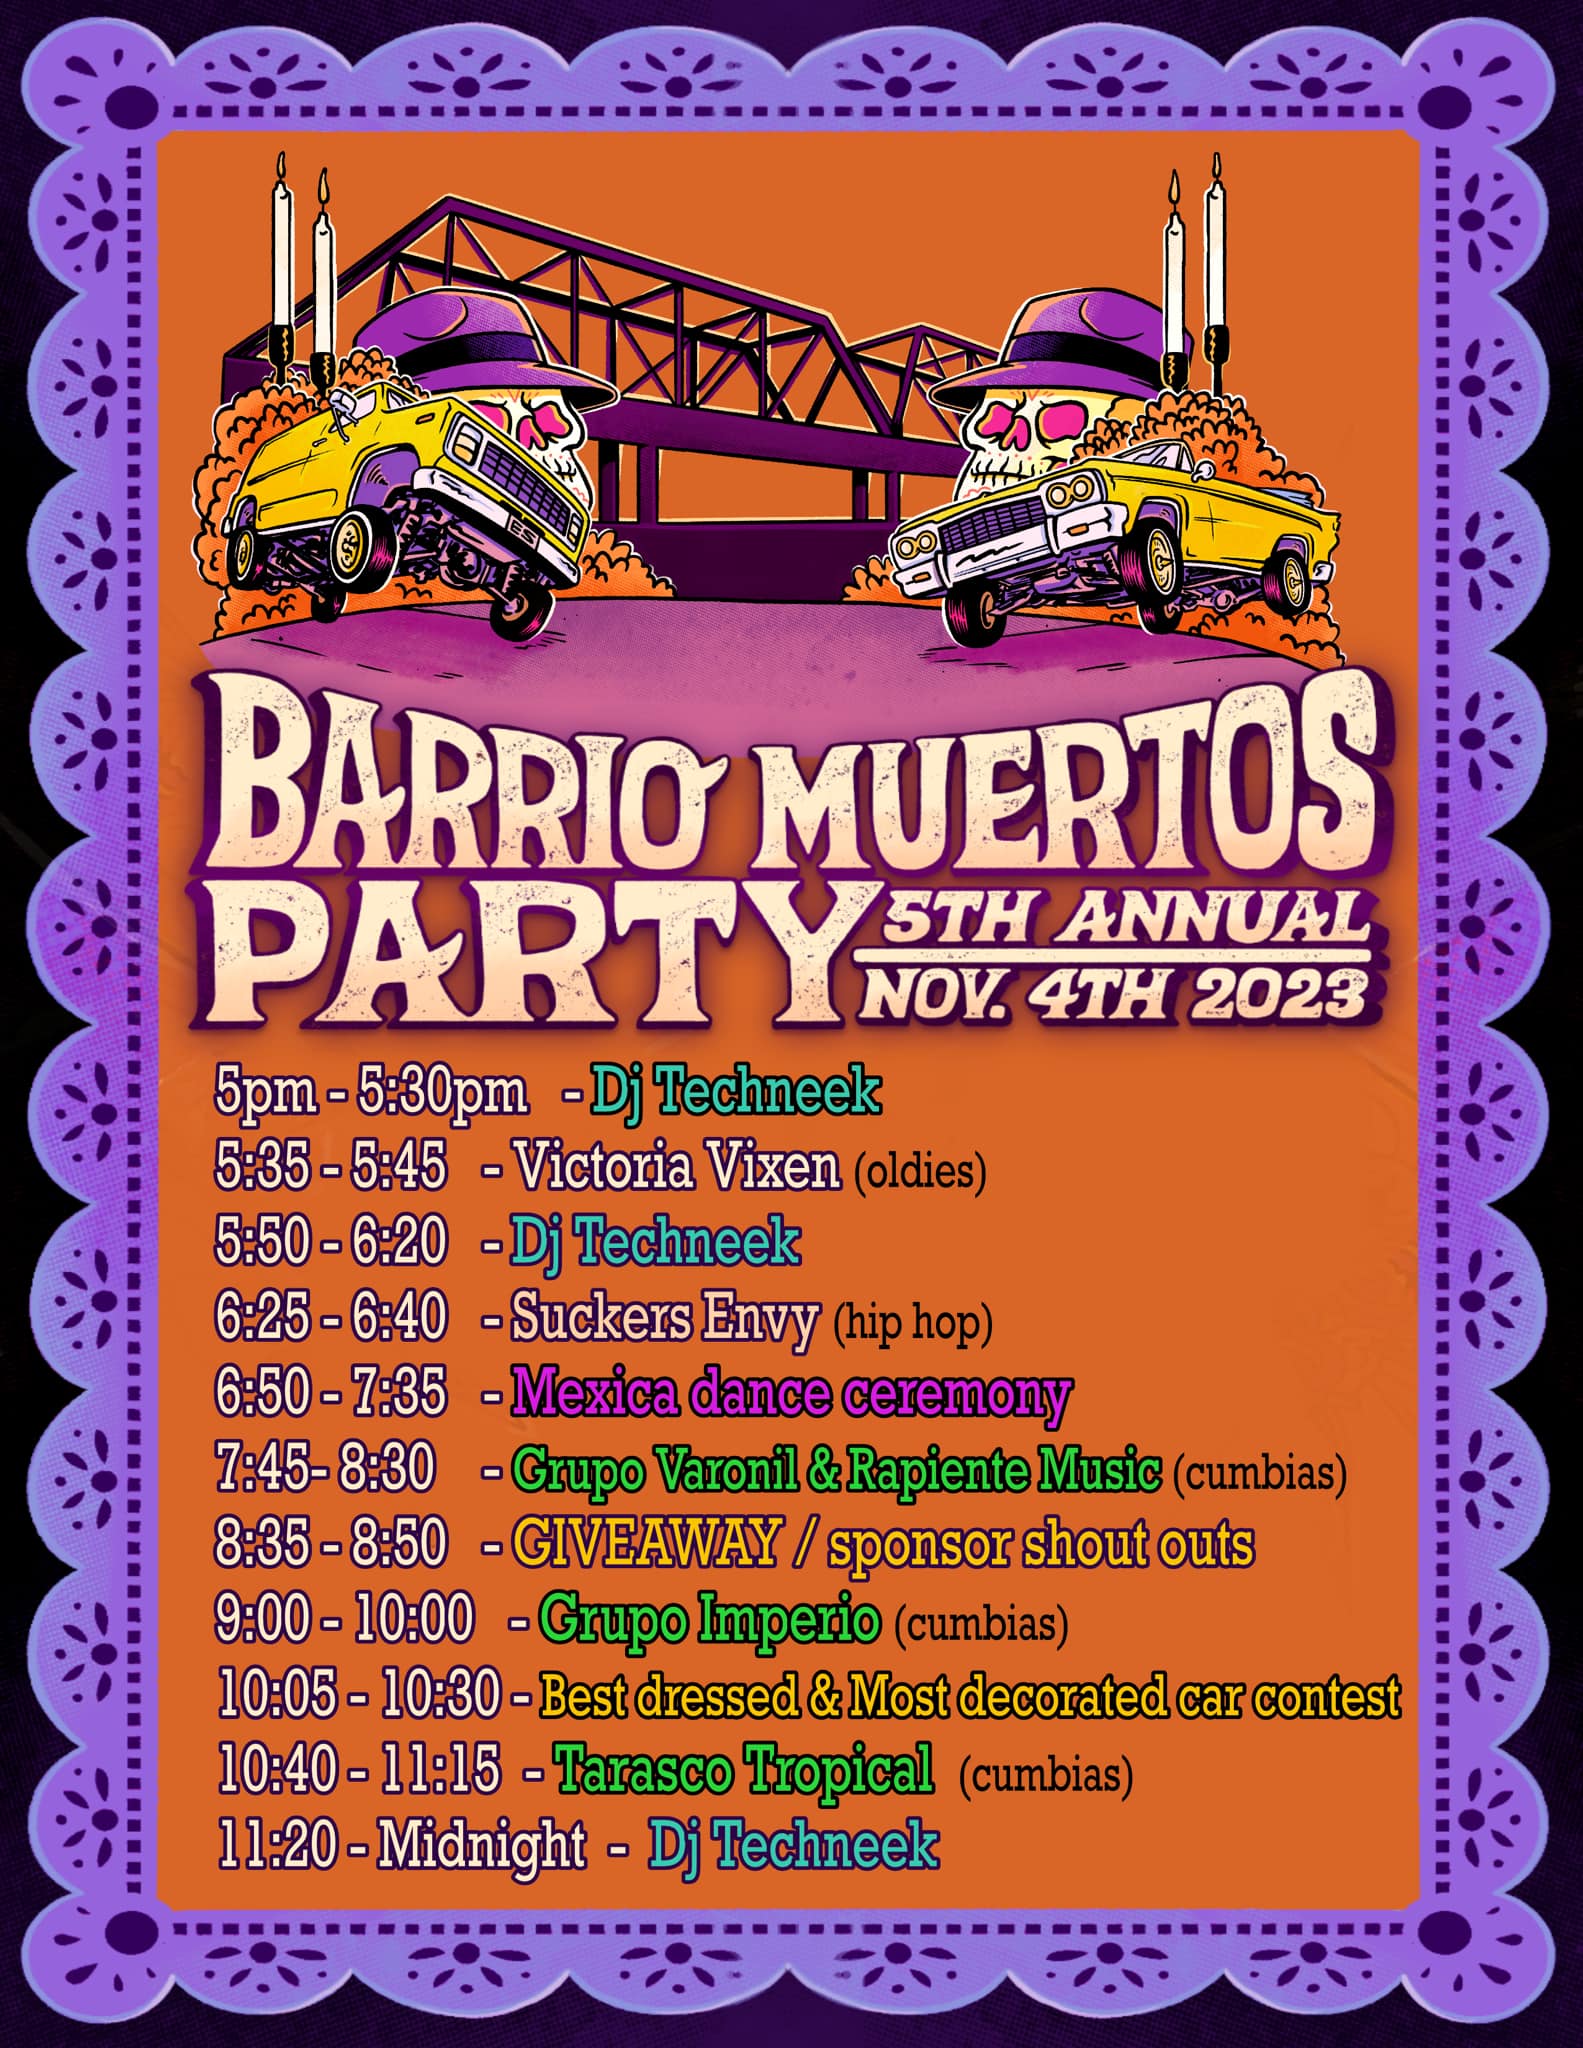 ES
BARRIO MUERTOS
PARTY 5TH ANNUAL
NOV. 4TH 2023
5pm - 5:30pm - Dj Techneek
5:35 - 5:45 - Victoria Vixen (oldies)
5:50 - 6:20 - Dj Techneek
6:25 - 6:40 - Suckers Envy (hip hop)
6:50 - 7:35 - Mexica dance ceremony
7:45- 8:30 - Grupo Varonil & Rapiente Music (cumbias)
8:35 - 8:50 - GIVEAWAY / sponsor shout outs
9:00 - 10:00 - Grupo Imperio (cumbias)
10:05 - 10:30 - Best dressed & Most decorated car contest
10:40 - 11:15 - Tarasco Tropical (cumbias)
11:20 - Midnight - Dj Techneek